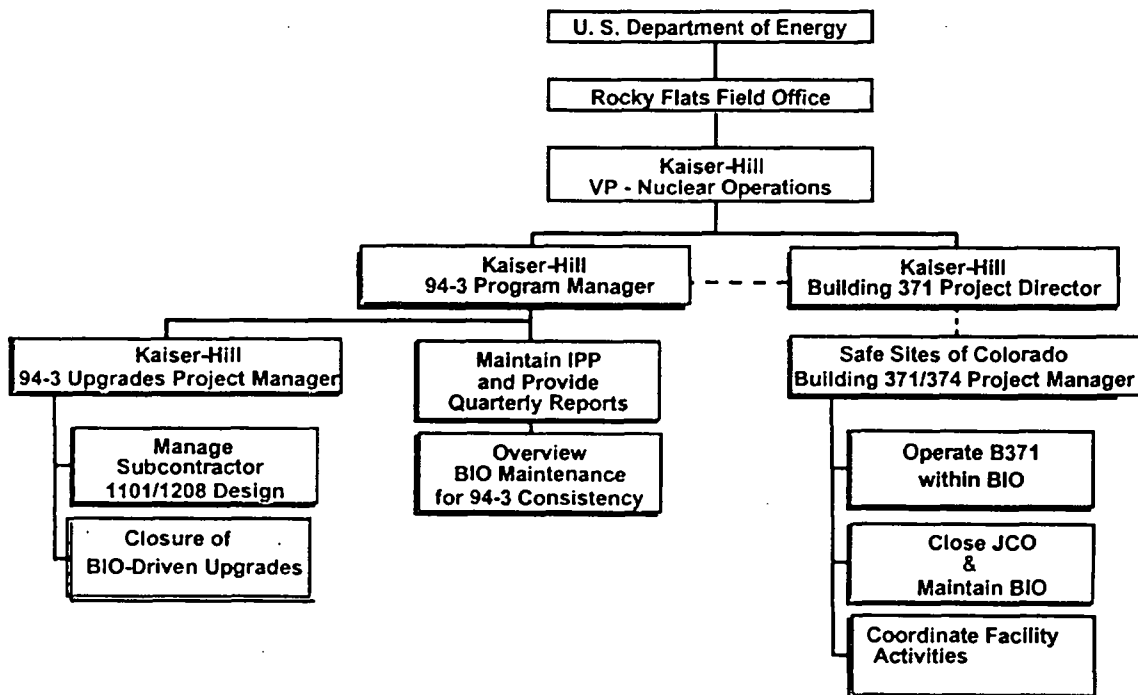 U. S. Department of Energy
Rocky Flats Field Office
Kaiser-Hill
VP - Nuclear Operations
Kaiser-Hill
94-3 Program Manager
Kaiser-Hill
Building 371 Project Director
Kaiser-Hill
94-3 Upgrades Project Manager
Maintain IPP
and Provide
Quarterly Reports
Safe Sites of Colorado
Building 371/374 Project Manager
Manage
Subcontractor
1101/1208 Design
Overview
BIO Maintenance
for 94-3 Consistency
Operate B371
within BIO
Closure of
BIO-Driven Upgrades
Close JCO
&
Maintain BIO
Coordinate Facility
Activities